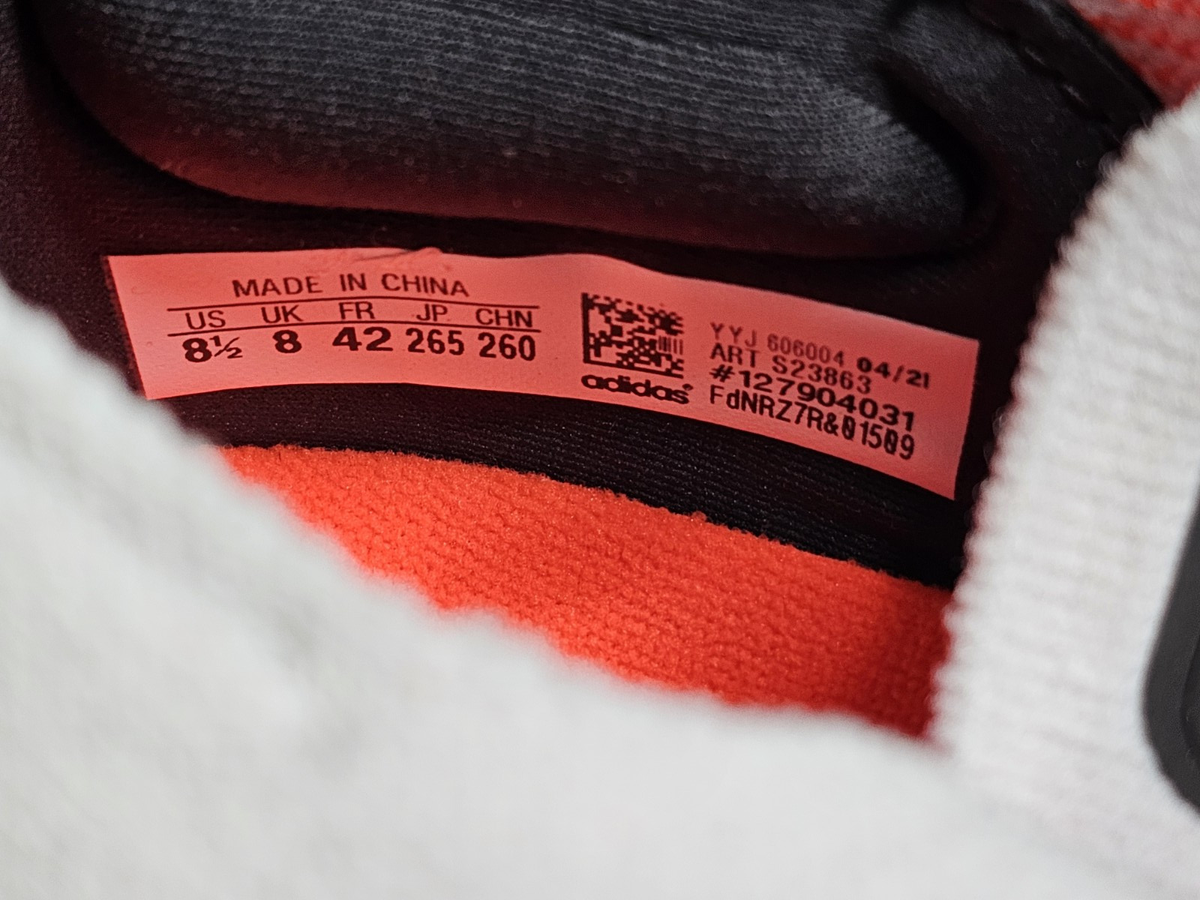 MADE IN CHINA
US UK FR JP CHN
8½ 8 42 265 260
adidas
YYJ 606004 04/21
ART S23863
#127904031
FdNRZ7R&01509